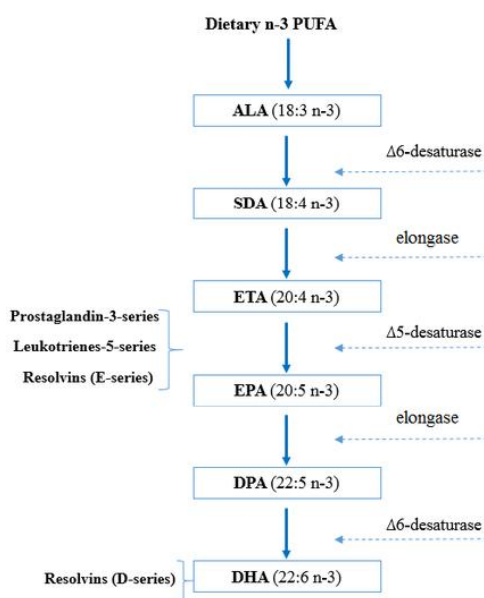 Dietary n-3 PUFA
ALA (18:3 n-3)
Δ6-desaturase
SDA (18:4 n-3)
elongase
ETA (20:4 n-3)
Prostaglandin-3-series
Leukotrienes-5-series
Resolvins (E-series)
Δ5-desaturase
EPA (20:5 n-3)
elongase
DPA (22:5 n-3)
Δ6-desaturase
Resolvins (D-series)
DHA (22:6 n-3)